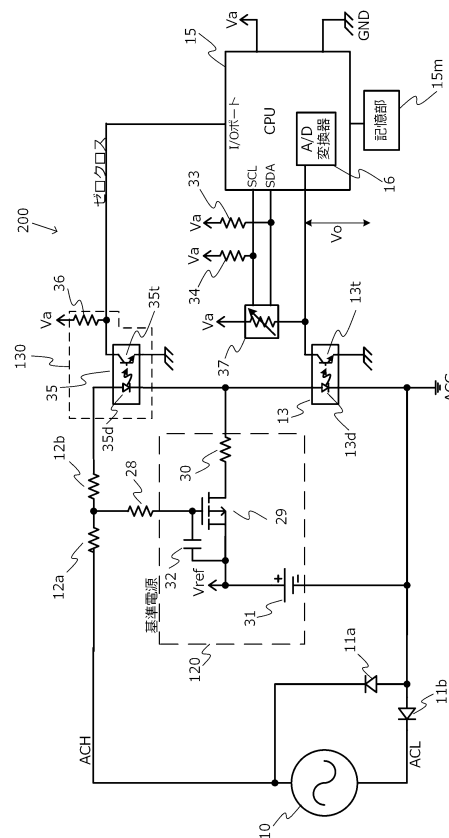 200
ゼロクロス
Va
15
Va
GND
I/Oポート
CPU
SCL
SDA
A/D
変換器
16
記憶部
15m
Va
33
Va
34
Va
37
Vo
Va
36
130
35
35t
35d
13
13t
13d
ACG
12a
12b
28
30
29
32
Vref
基準電源
31
120
ACH
11a
11b
ACL
10